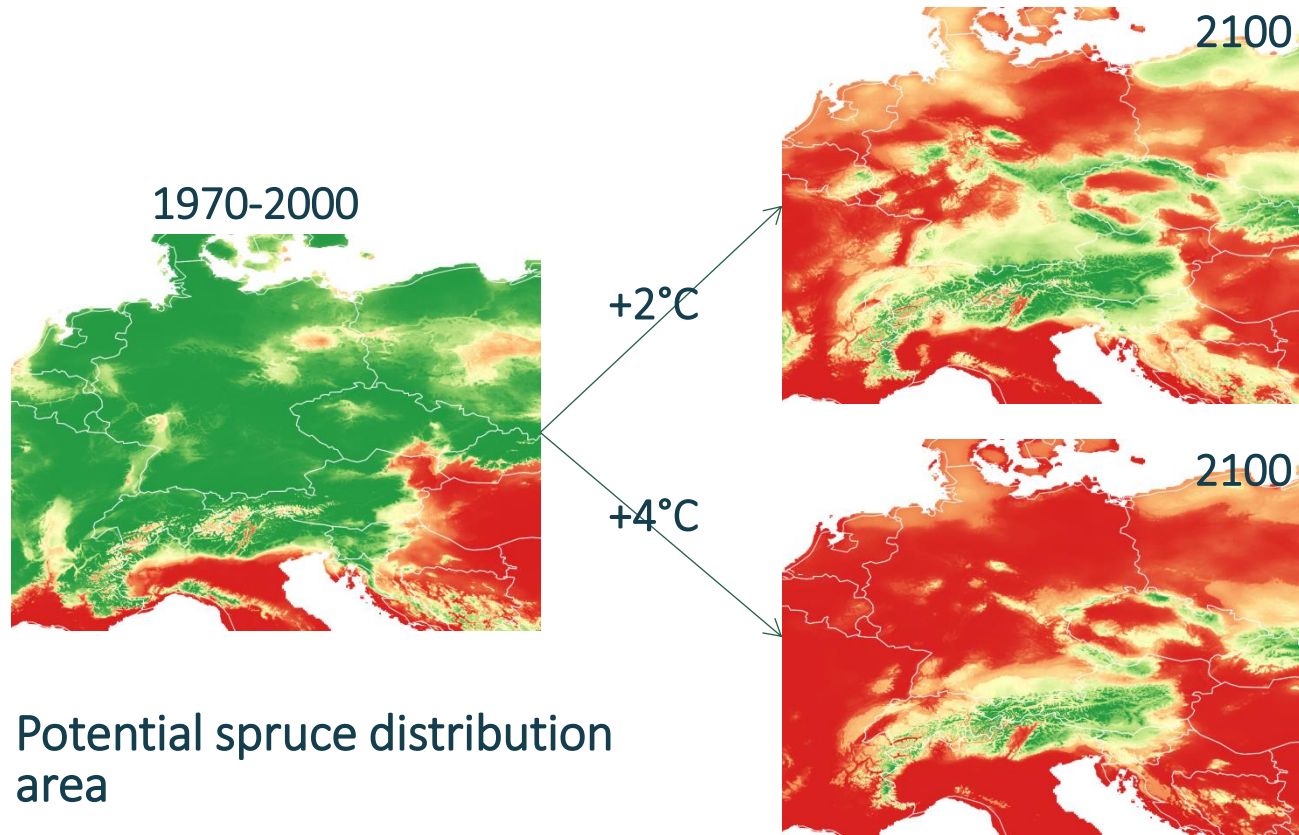 1970-2000
+2°C
2100
+4°C
2100
Potential spruce distribution
area